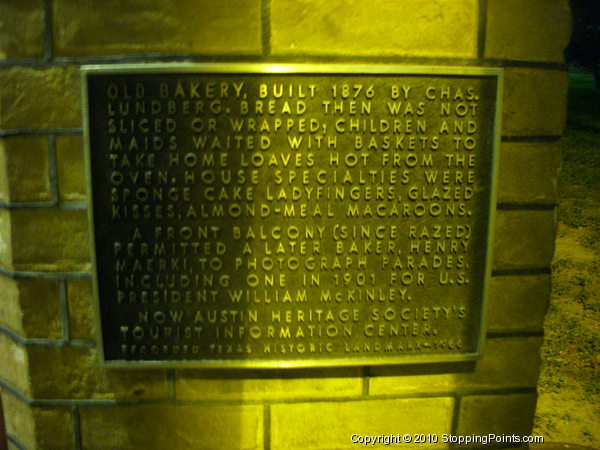 OLD BAKERY, BUILT 1876 BY CHAS.
LUNDBERG. BREAD THEN WAS NOT
SLICED OR WRAPPED; CHILDREN AND
MAIDS WAITED WITH BASKETS TO
TAKE HOME LOAVES HOT FROM THE
OVEN. HOUSE SPECIALTIES WERE
SPONGE CAKE LADYFINGERS, GLAZED
KISSES, ALMOND-MEAL MACAROONS.
A FRONT BALCONY (SINCE RAZED)
PERMITTED A LATER BAKER, HENRY
MAERKI, TO PHOTOGRAPH PARADES,
INCLUDING ONE IN 1901 FOR U.S.
PRESIDENT WILLIAM McKINLEY.
NOW AUSTIN HERITAGE SOCIETY'S
TOURIST INFORMATION CENTER.
RECORDED TEXAS HISTORIC LANDMARK-1966
Copyright © 2010 StoppingPoints.com